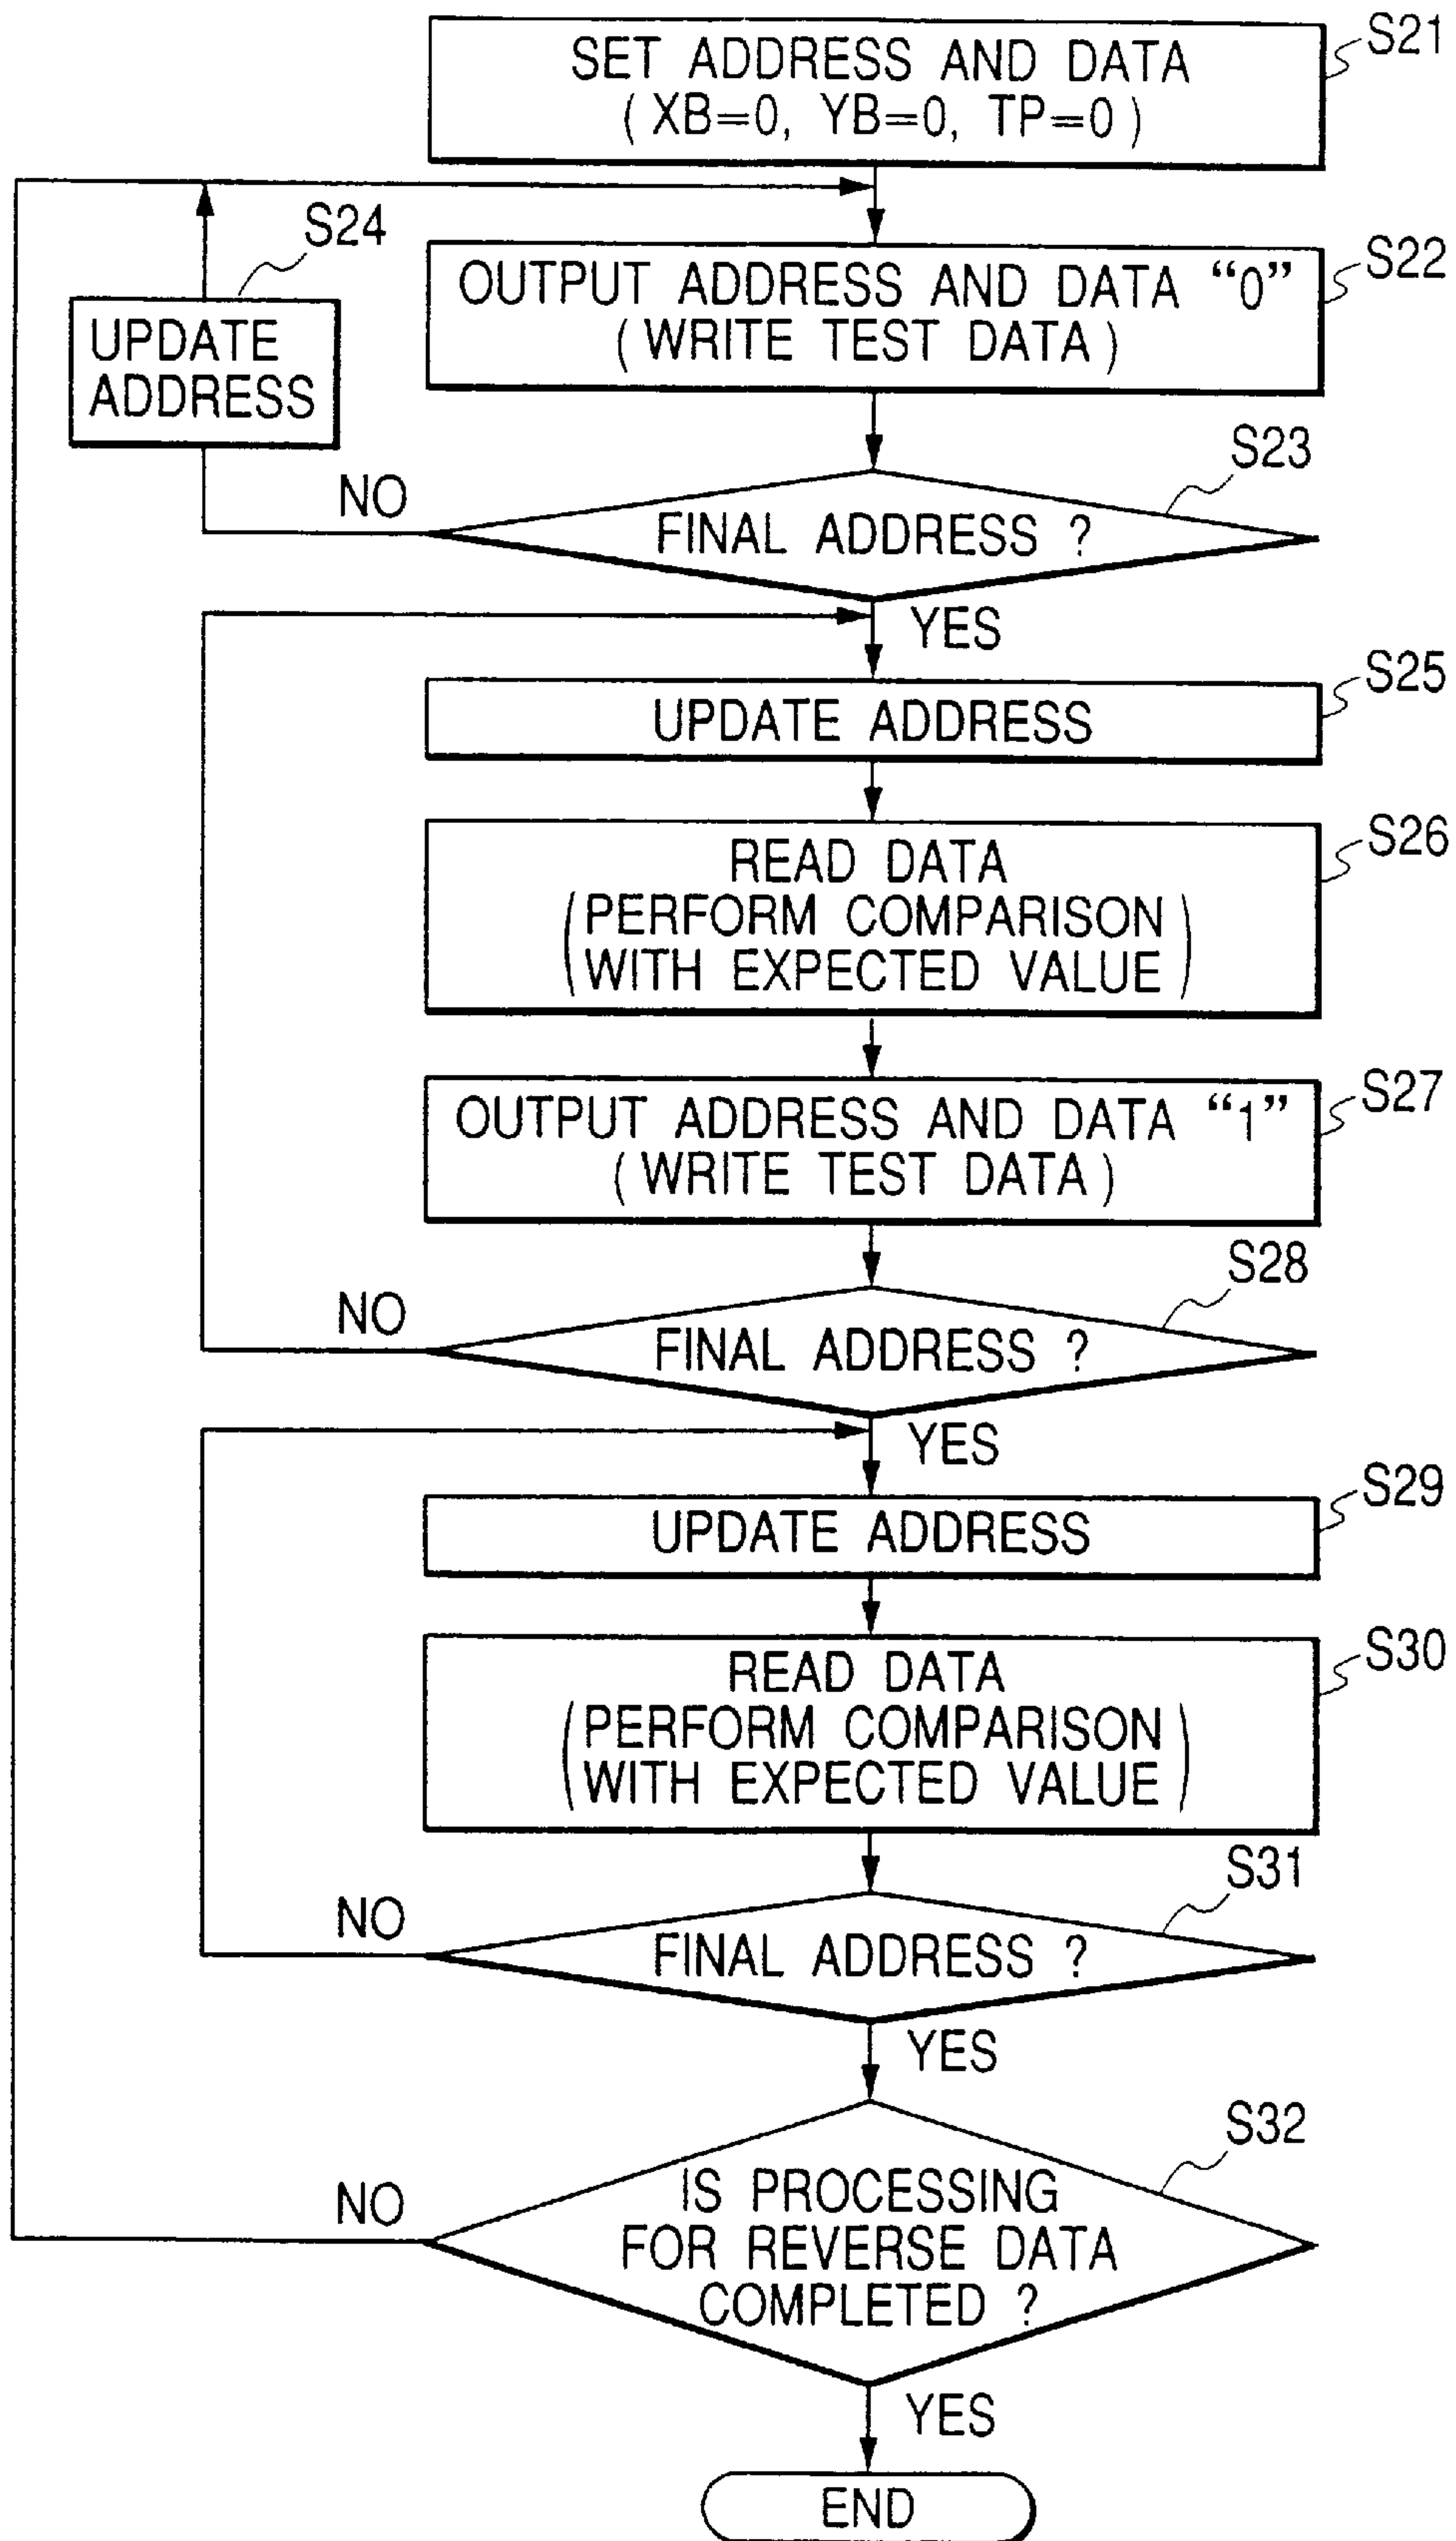 SET ADDRESS AND DATA
(XB=0, YB=0, TP=0)
S21
S24
UPDATE
ADDRESS
OUTPUT ADDRESS AND DATA “0”
(WRITE TEST DATA)
S22
S23
NO
FINAL ADDRESS ?
YES
S25
UPDATE ADDRESS
S26
READ DATA
(PERFORM COMPARISON
WITH EXPECTED VALUE)
S27
OUTPUT ADDRESS AND DATA “1”
(WRITE TEST DATA)
S28
NO
FINAL ADDRESS ?
YES
S29
UPDATE ADDRESS
S30
READ DATA
(PERFORM COMPARISON
WITH EXPECTED VALUE)
S31
NO
FINAL ADDRESS ?
YES
S32
NO
IS PROCESSING
FOR REVERSE DATA
COMPLETED ?
YES
END